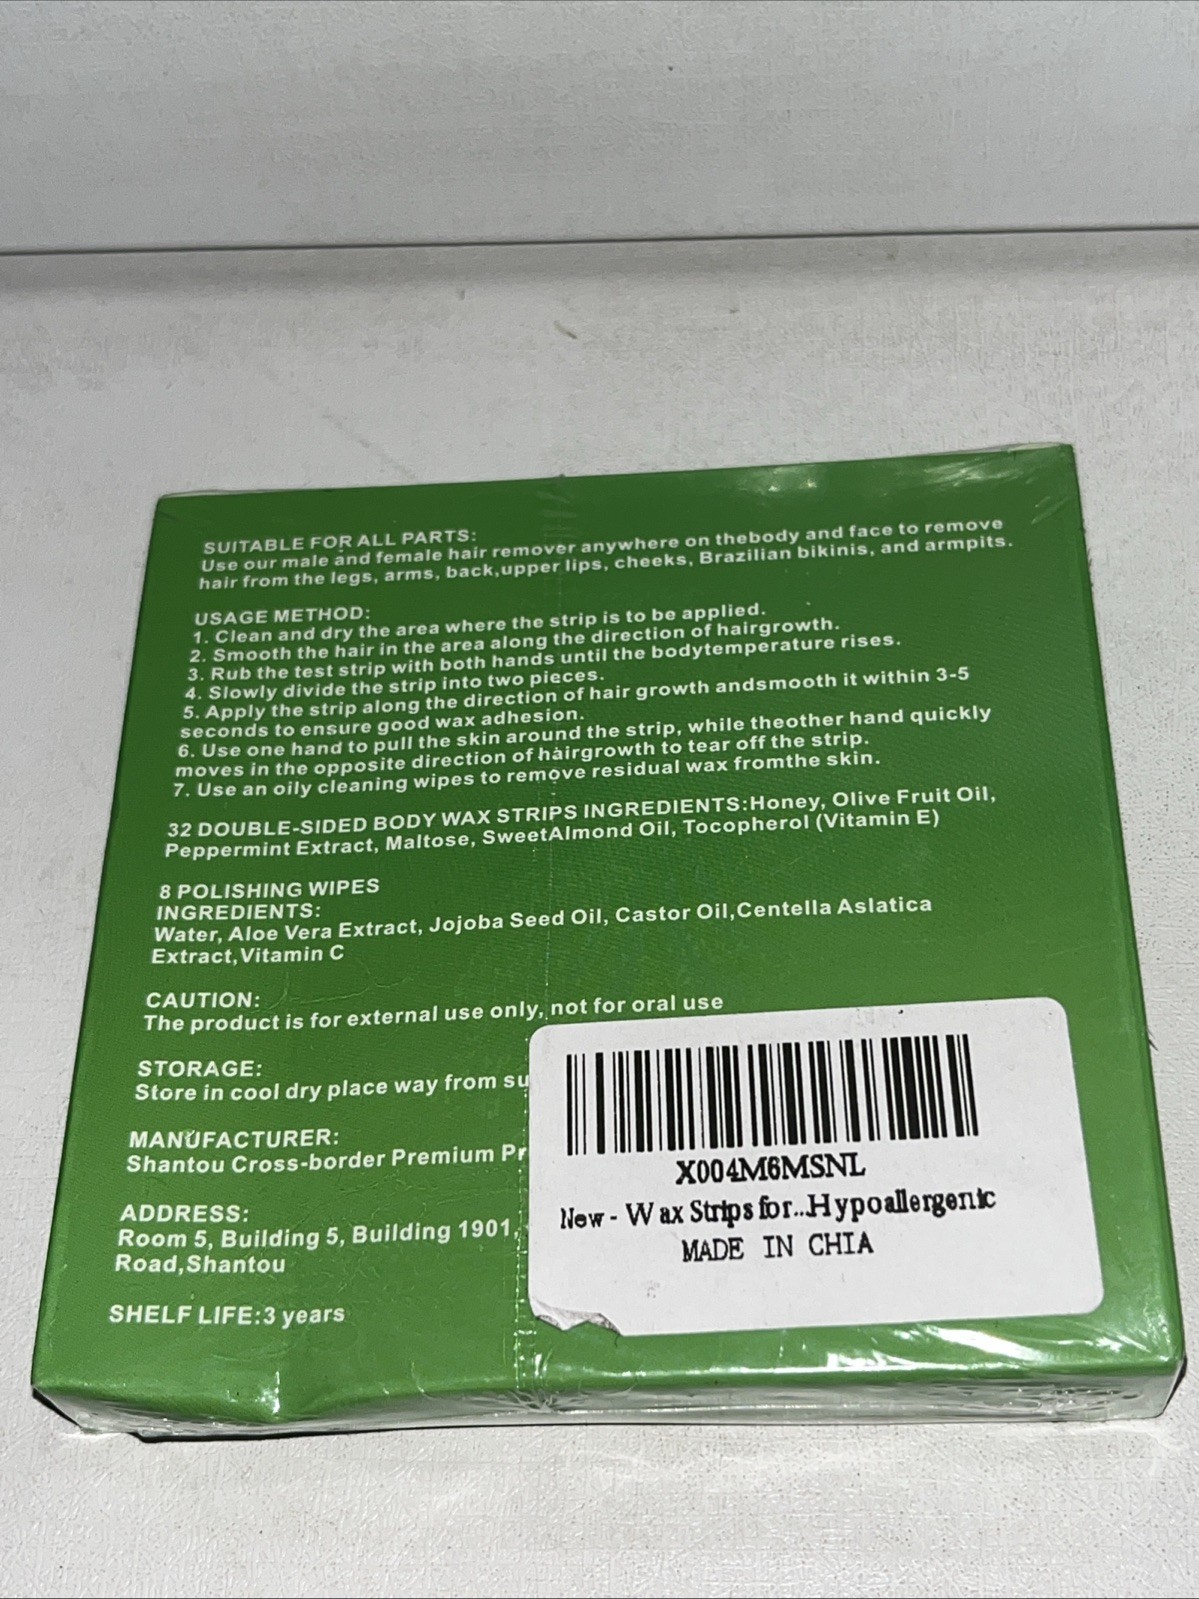 SUITABLE FOR ALL PARTS:
Use our male and female hair remover anywhere on thebody and face to remove
hair from the legs, arms, back,upper lips, cheeks, Brazilian bikinis, and armpits.
USAGE METHOD:
1. Clean and dry the area where the strip is to be applied.
2. Smooth the hair in the area along the direction of hairgrowth.
3. Rub the test strip with both hands until the bodytemperature rises.
4. Slowly divide the strip into two pieces.
5. Apply the strip along the direction of hair growth andsmooth it within 3-5
seconds to ensure good wax adhesion.
6. Use one hand to pull the skin around the strip, while theother hand quickly
moves in the opposite direction of hairgrowth to tear off the strip.
7. Use an oily cleaning wipes to remove residual wax fromthe skin.
32 DOUBLE-SIDED BODY WAX STRIPS INGREDIENTS:Honey, Olive Fruit Oil,
Peppermint Extract, Maltose, SweetAlmond Oil, Tocopherol (Vitamin E)
8 POLISHING WIPES
INGREDIENTS:
Water, Aloe Vera Extract, Jojoba Seed Oil, Castor Oil,Centella Aslatica
Extract,Vitamin C
CAUTION:
The product is for external use only, not for oral use
STORAGE:
Store in cool dry place way from su
MANUFACTURER:
Shantou Cross-border Premium Pr
ADDRESS:
Room 5, Building 5, Building 1901,
Road,Shantou
SHELF LIFE:3 years
X004M6MSNL
New - Wax Strips for...Hypoallergenic
MADE IN CHIA